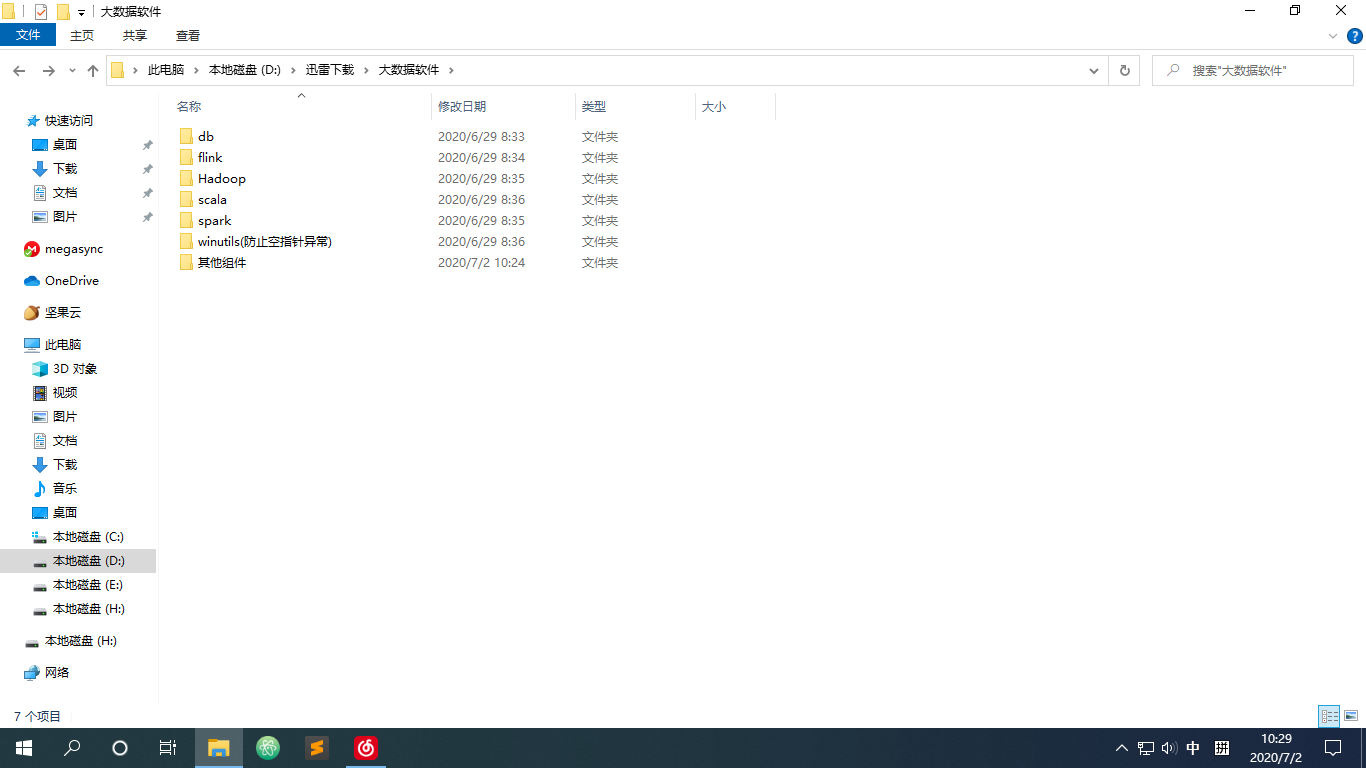 大数据软件
文件 主页 共享 查看
此电脑 本地磁盘 (D:) 迅雷下载 大数据软件
搜索"大数据软件"
名称 修改日期 类型 大小
db 2020/6/29 8:33 文件夹
flink 2020/6/29 8:34 文件夹
Hadoop 2020/6/29 8:35 文件夹
scala 2020/6/29 8:36 文件夹
spark 2020/6/29 8:35 文件夹
winutils(防止空指针异常) 2020/6/29 8:36 文件夹
其他组件 2020/7/2 10:24 文件夹
快速访问
桌面
下载
文档
图片
megasync
OneDrive
坚果云
此电脑
3D 对象
视频
图片
文档
下载
音乐
桌面
本地磁盘 (C:)
本地磁盘 (D:)
本地磁盘 (E:)
本地磁盘 (H:)
本地磁盘 (H:)
网络
7 个项目
中 拼 10:29
2020/7/2